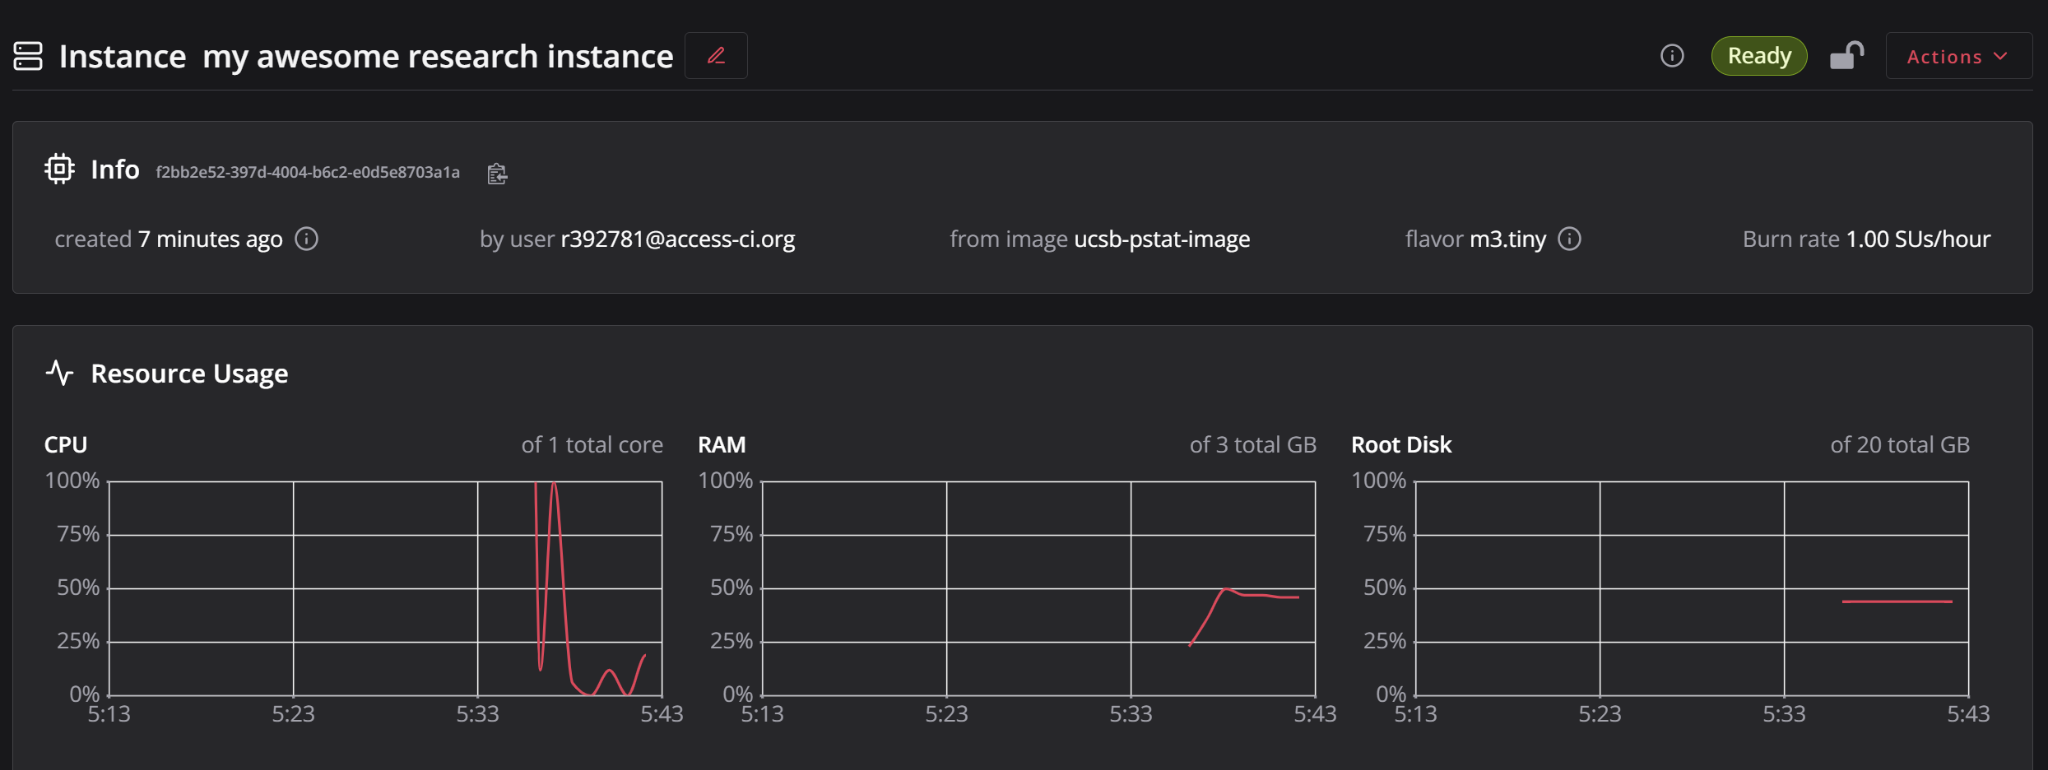 Instance my awesome research instance
Ready
Actions
Info f2bb2e52-397d-4004-b6c2-e0d5e8703a1a
created 7 minutes ago by user r392781@access-ci.org from image ucsb-pstat-image flavor m3.tiny Burn rate 1.00 SUs/hour
Resource Usage
CPU of 1 total core
100%
75%
50%
25%
0%
5:13 5:23 5:33 5:43
RAM of 3 total GB
100%
75%
50%
25%
0%
5:13 5:23 5:33 5:43
Root Disk of 20 total GB
100%
75%
50%
25%
0%
5:13 5:23 5:33 5:43